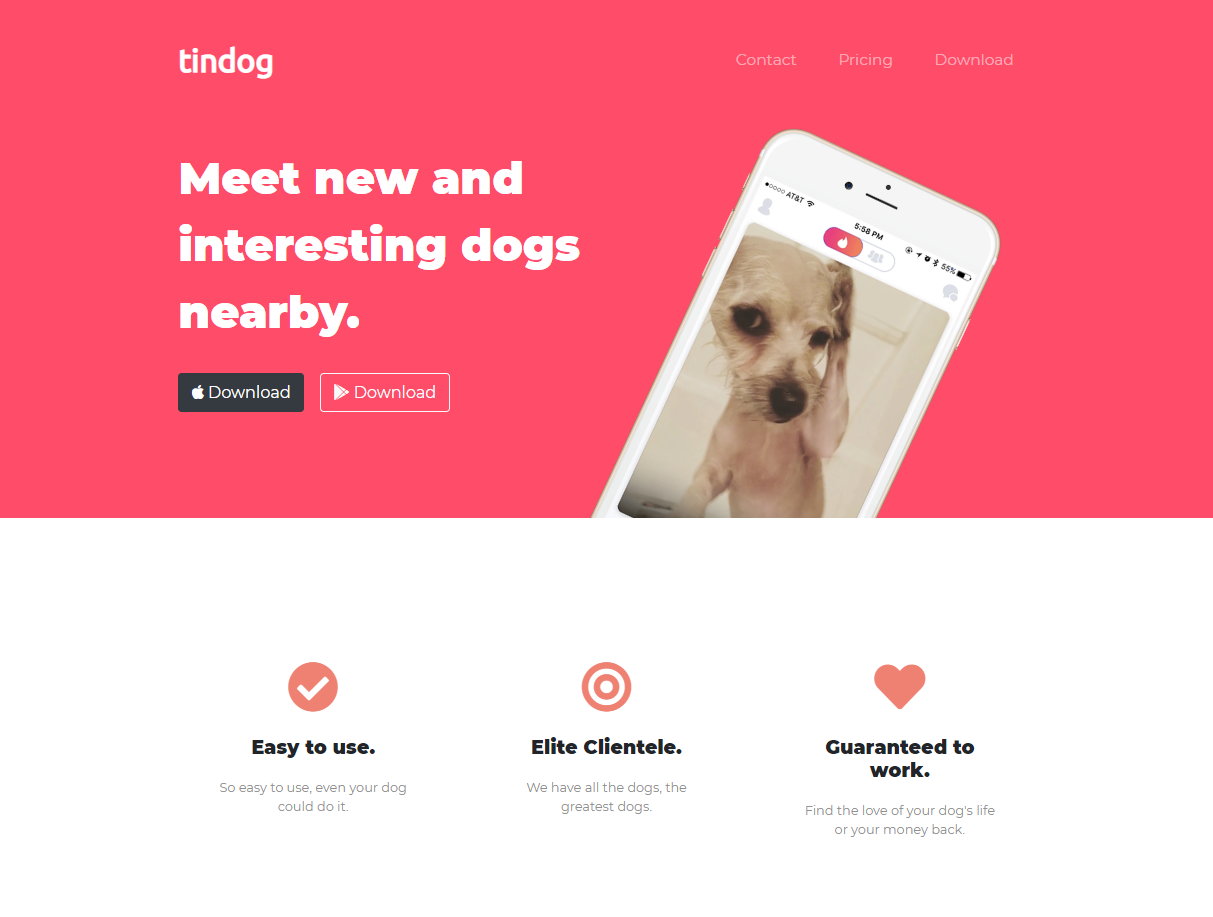 tindog
Contact Pricing Download
Meet new and
interesting dogs
nearby.
Download Download
AT&T
5:58 PM
55%
Easy to use.
So easy to use, even your dog
could do it.
Elite Clientele.
We have all the dogs, the
greatest dogs.
Guaranteed to
work.
Find the love of your dog's life
or your money back.